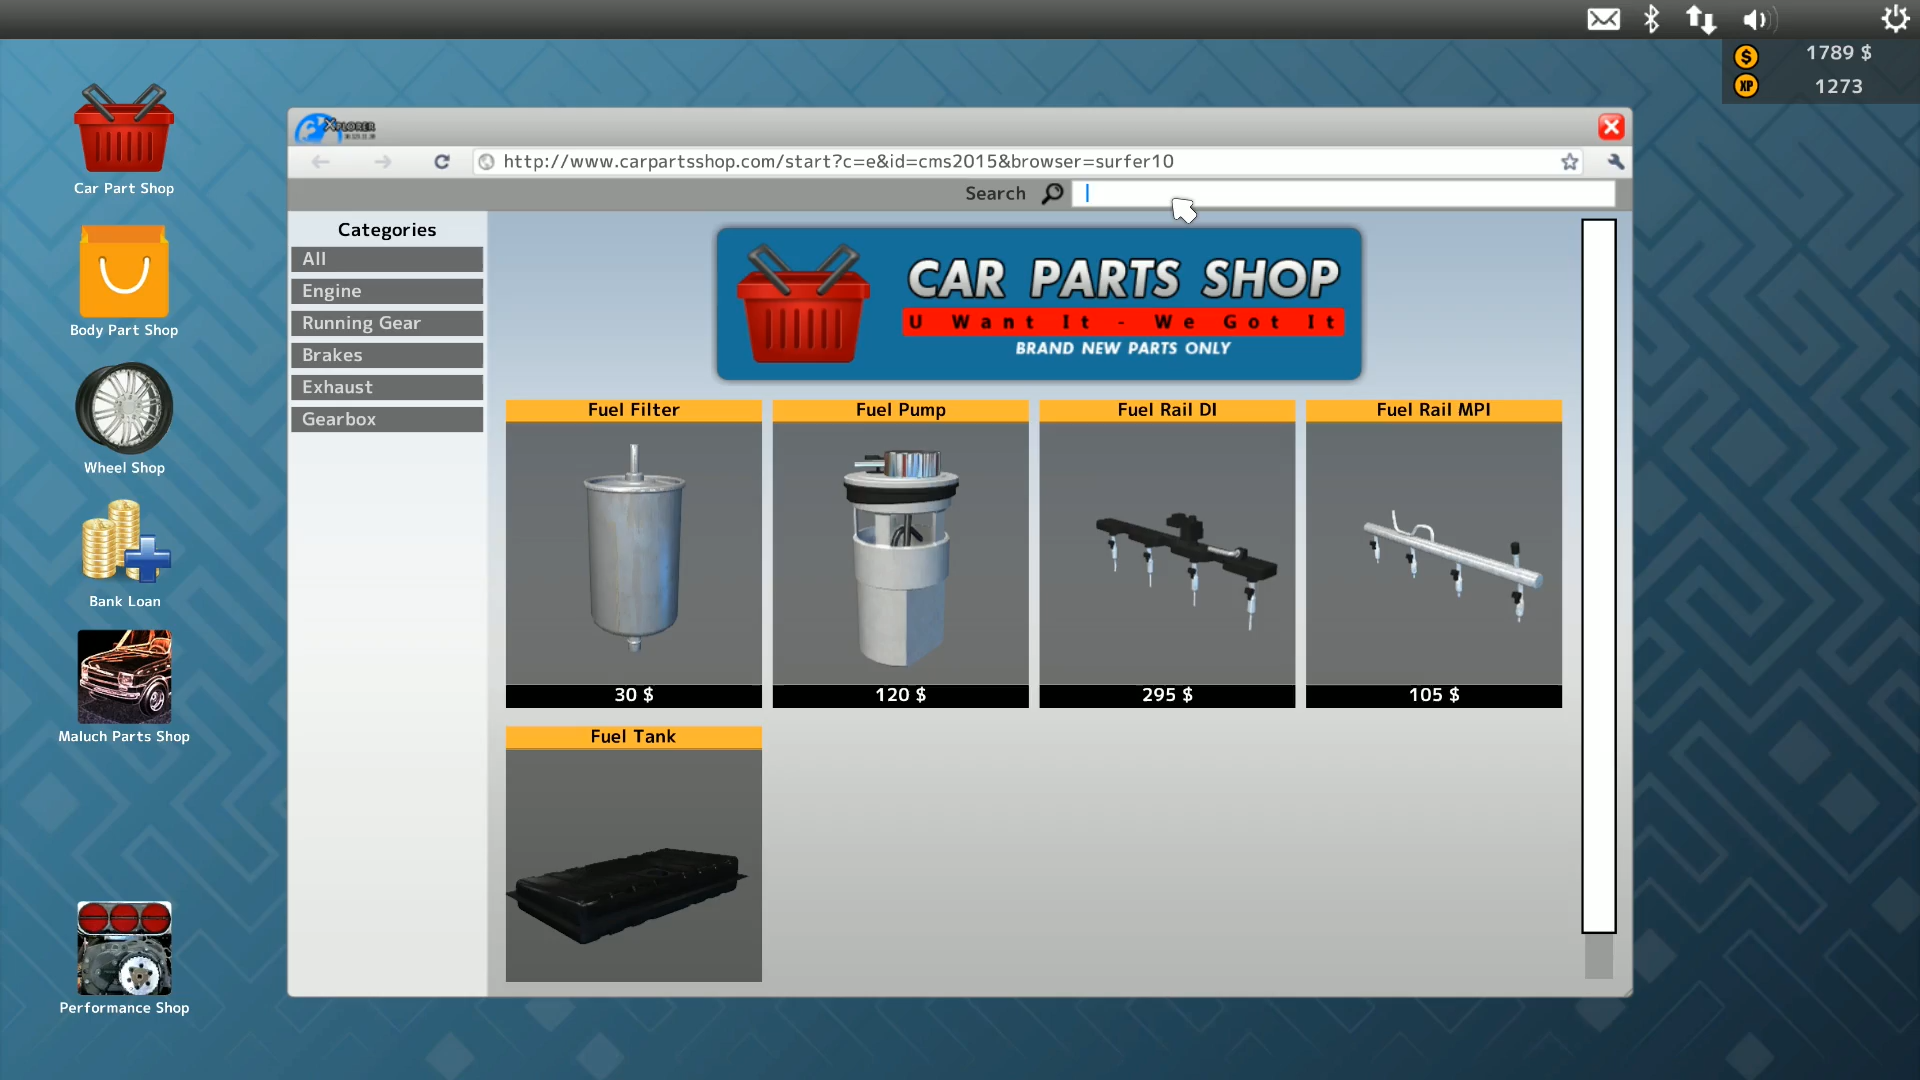 1789 $
XP
1273
Car Part Shop
Body Part Shop
Wheel Shop
Bank Loan
Maluch Parts Shop
Performance Shop
XPLORER
http://www.carpartsshop.com/start?c=e&id=cms2015&browser=surfer10
Search
Categories
All
Engine
Running Gear
Brakes
Exhaust
Gearbox
CAR PARTS SHOP
U Want It - We Got It
BRAND NEW PARTS ONLY
Fuel Filter
30 $
Fuel Pump
120 $
Fuel Rail DI
295 $
Fuel Rail MPI
105 $
Fuel Tank